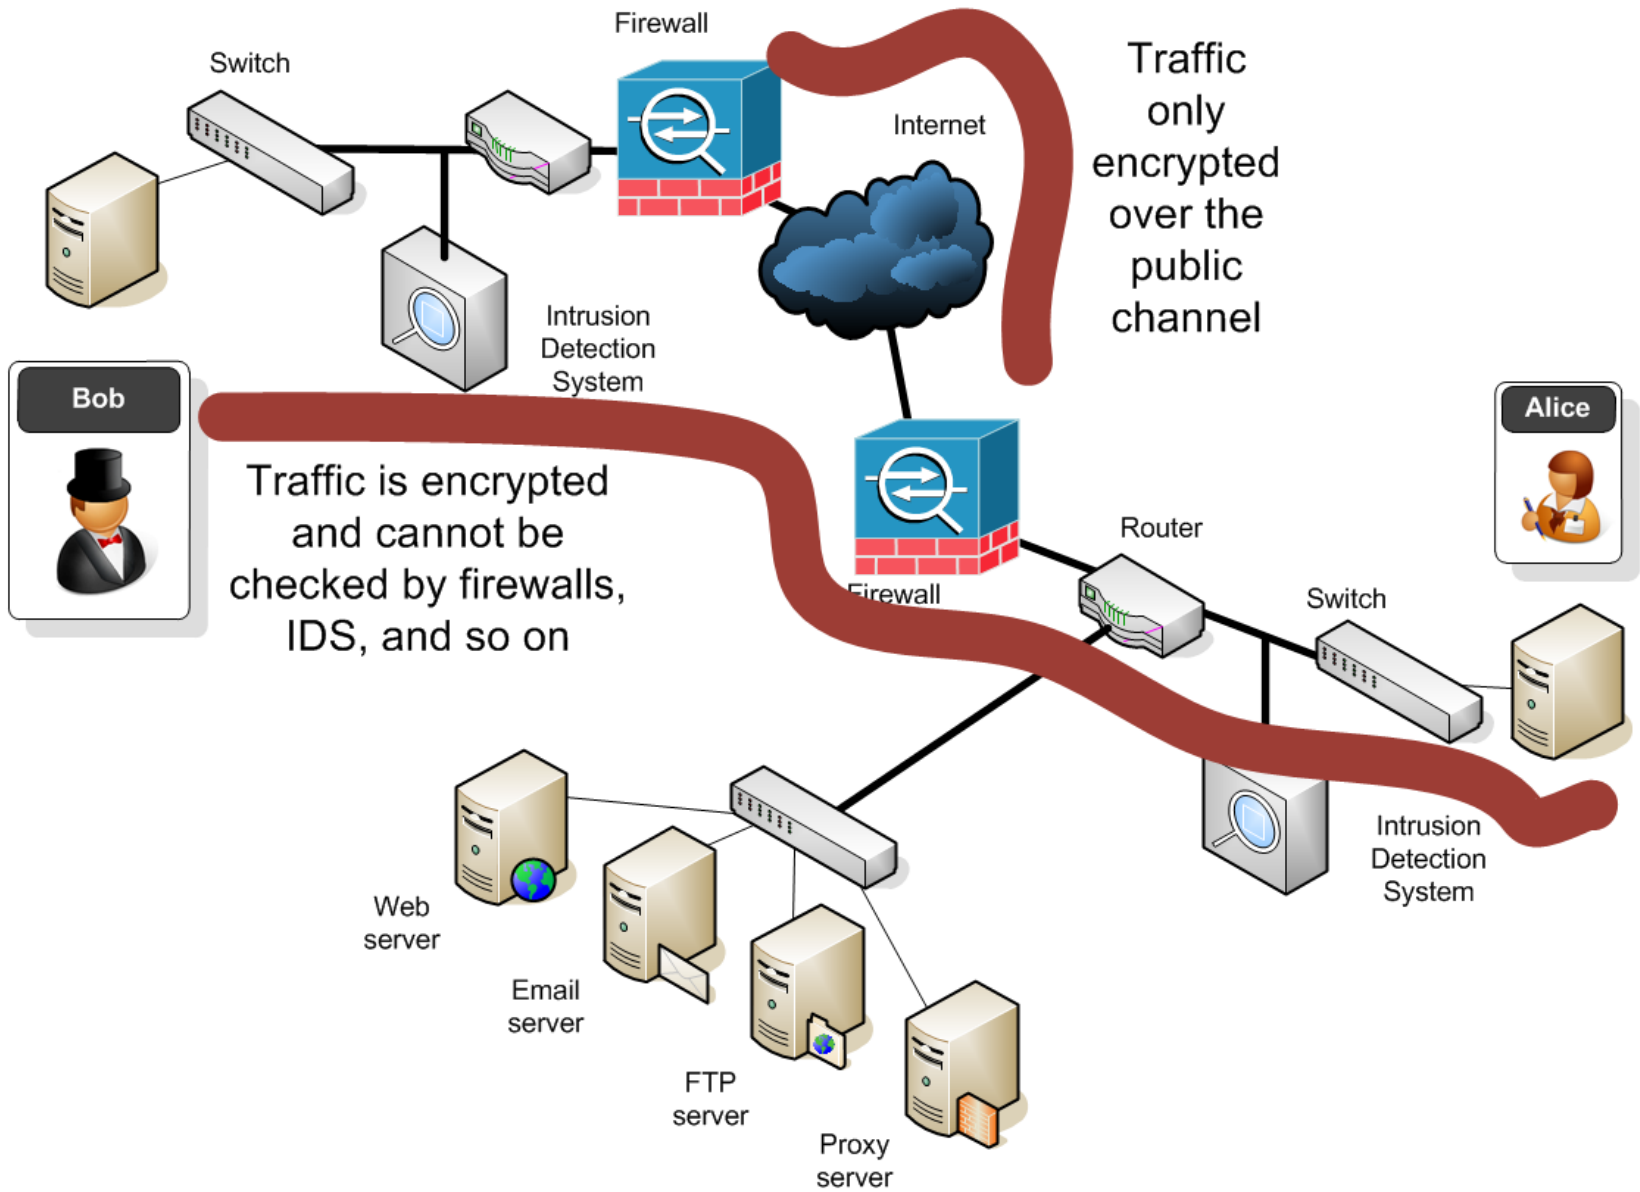 Firewall
Switch
Traffic
only
encrypted
over the
public
channel
Internet
Intrusion
Detection
System
Bob
Alice
Traffic is encrypted
and cannot be
checked by firewalls,
IDS, and so on
Router
Firewall
Switch
Intrusion
Detection
System
Web
server
Email
server
FTP
server
Proxy
server